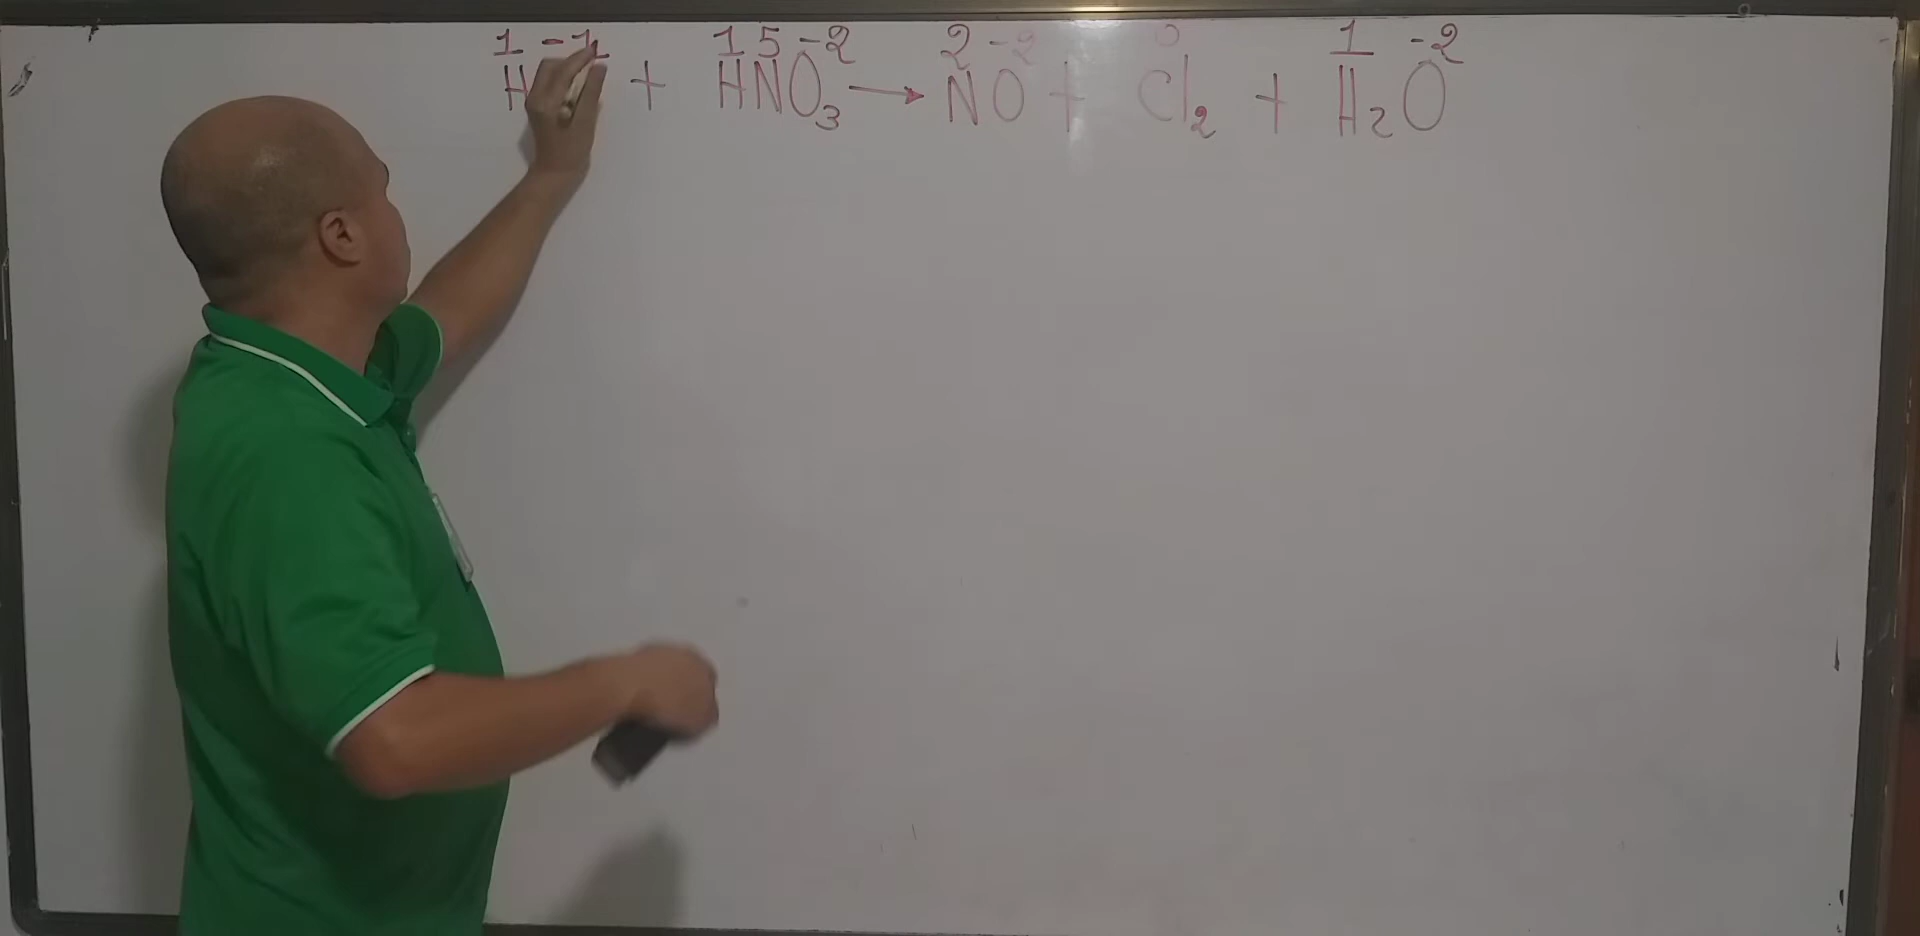 1 -1 1 5 -2 2 -2 0 1 -2
H + HNO₃ → NO + Cl₂ + H₂O